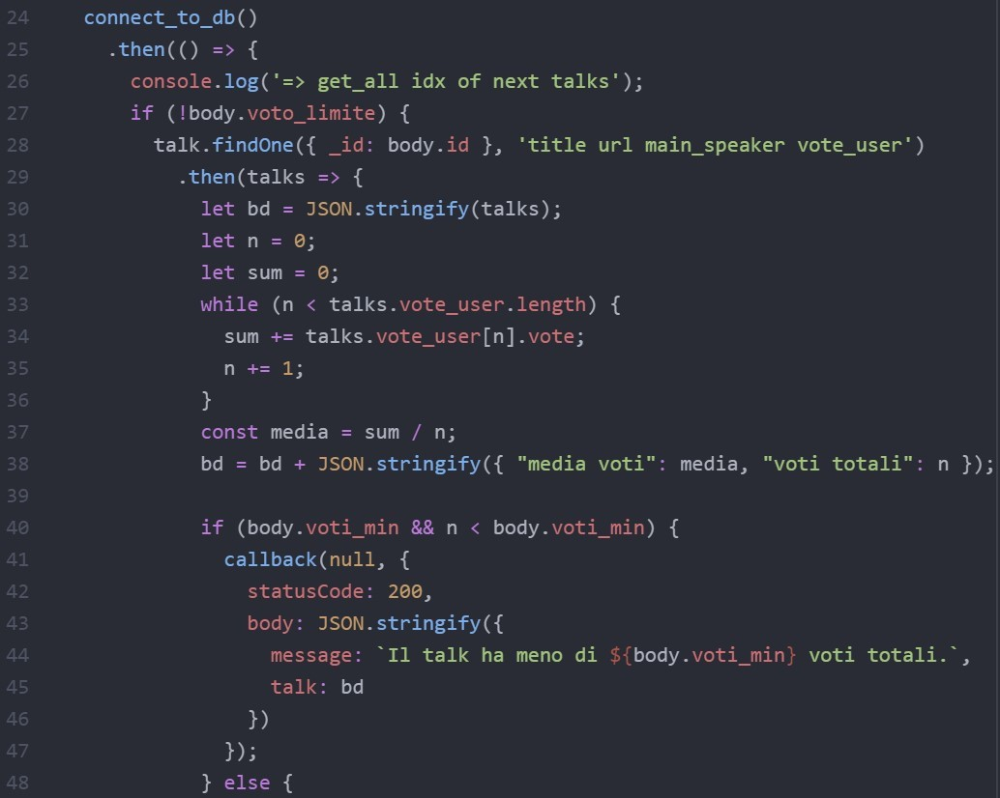 24 connect_to_db()
25 .then(() => {
26 console.log('=> get_all idx of next talks');
27 if (!body.voto_limite) {
28 talk.findOne({ _id: body.id }, 'title url main_speaker vote_user')
29 .then(talks => {
30 let bd = JSON.stringify(talks);
31 let n = 0;
32 let sum = 0;
33 while (n < talks.vote_user.length) {
34 sum += talks.vote_user[n].vote;
35 n += 1;
36 }
37 const media = sum / n;
38 bd = bd + JSON.stringify({ "media voti": media, "voti totali": n });
39
40 if (body.voti_min && n < body.voti_min) {
41 callback(null, {
42 statusCode: 200,
43 body: JSON.stringify({
44 message: `Il talk ha meno di ${body.voti_min} voti totali.`,
45 talk: bd
46 })
47 });
48 } else {